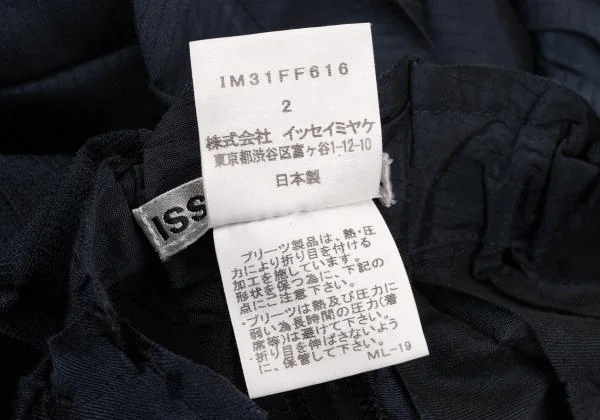 IM31FF616
2
株式会社 イッセイミヤケ
東京都渋谷区富ヶ谷1-12-10
日本製
ISS
プリーツ製品は、熱・圧
力により折り目を付ける
加工を施しています。
形状を保つ為に、下記の
点にご注意下さい。
・プリーツは熱及び圧力に
弱い為長時間の圧力(着
席等)は避けて下さい。
・折り目を伸ばさないよう
に、保管して下さい。
ML-19